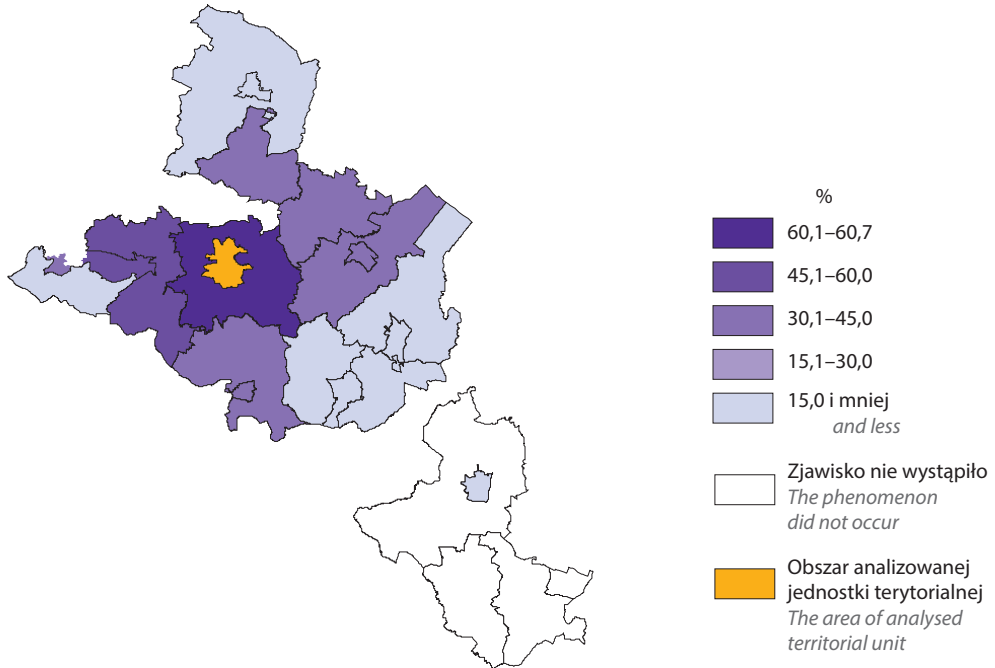 %
60,1–60,7
45,1–60,0
30,1–45,0
15,1–30,0
15,0 i mniej
and less
Zjawisko nie wystąpiło
The phenomenon
did not occur
Obszar analizowanej
jednostki terytorialnej
The area of analysed
territorial unit